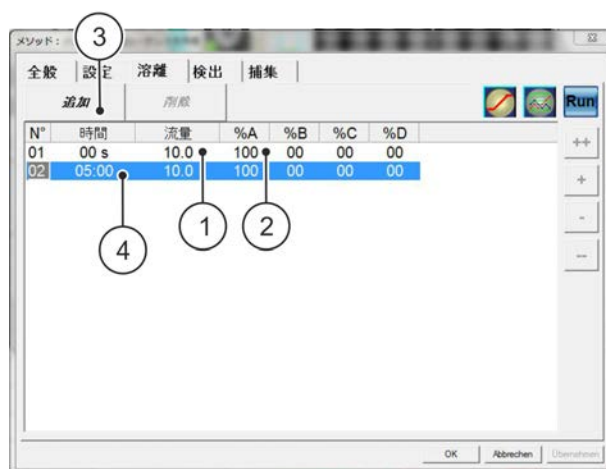 メソッド:
3
全般 設定 溶離 検出 捕集
追加 削除
Run
N° 時間 流量 %A %B %C %D
01 00 s 10.0 100 00 00 00
02 05:00 10.0 100 00 00 00
++
+
-
--
1
2
4
OK Abbrechen Übernehmen